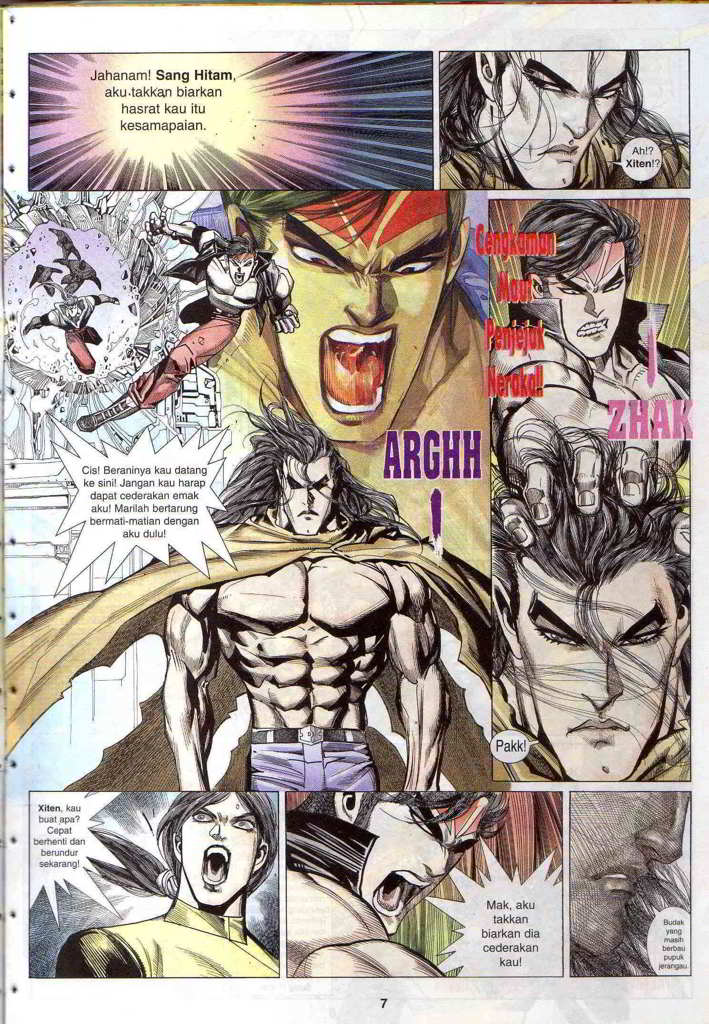 Jahanam! Sang Hitam,
aku takkan biarkan
hasrat kau itu
kesamapaian.
Ah!?
Xiten!?
Cengkaman
Maut
Penjejak
Neraka!!
ZHAK!
ARGHH!
Cis! Beraninya kau datang
ke sini! Jangan kau harap
dapat cederakan emak
aku! Marilah bertarung
bermati-matian dengan
aku dulu!
Pakk!
Xiten, kau
buat apa?
Cepat
berhenti dan
berundur
sekarang!
Mak, aku
takkan
biarkan dia
cederakan
kau!
Budak
yang
masih
berbau
pupuk
jerangau.
7